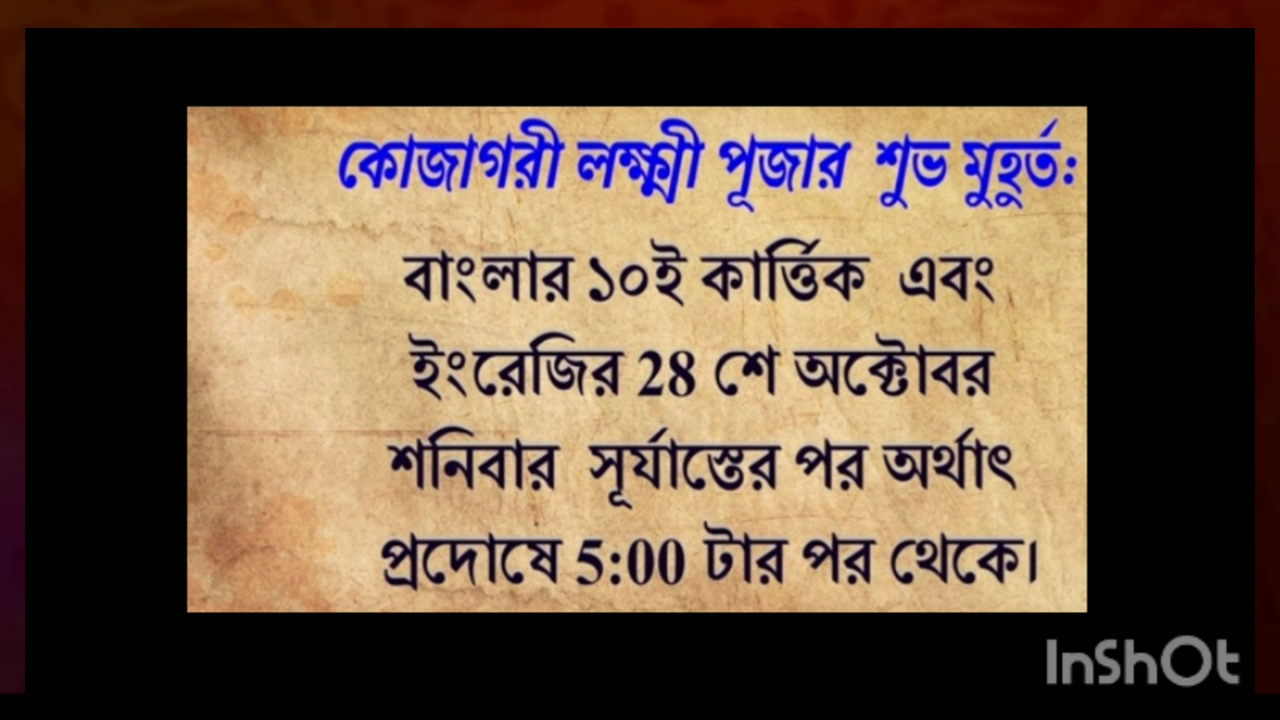 কোজাগরী লক্ষ্মী পূজার শুভ মুহুর্ত:
বাংলার ১০ই কার্ত্তিক এবং
ইংরেজির 28 শে অক্টোবর
শনিবার সূর্যাস্তের পর অর্থাৎ
প্রদোষে 5:00 টার পর থেকে।
InShOt